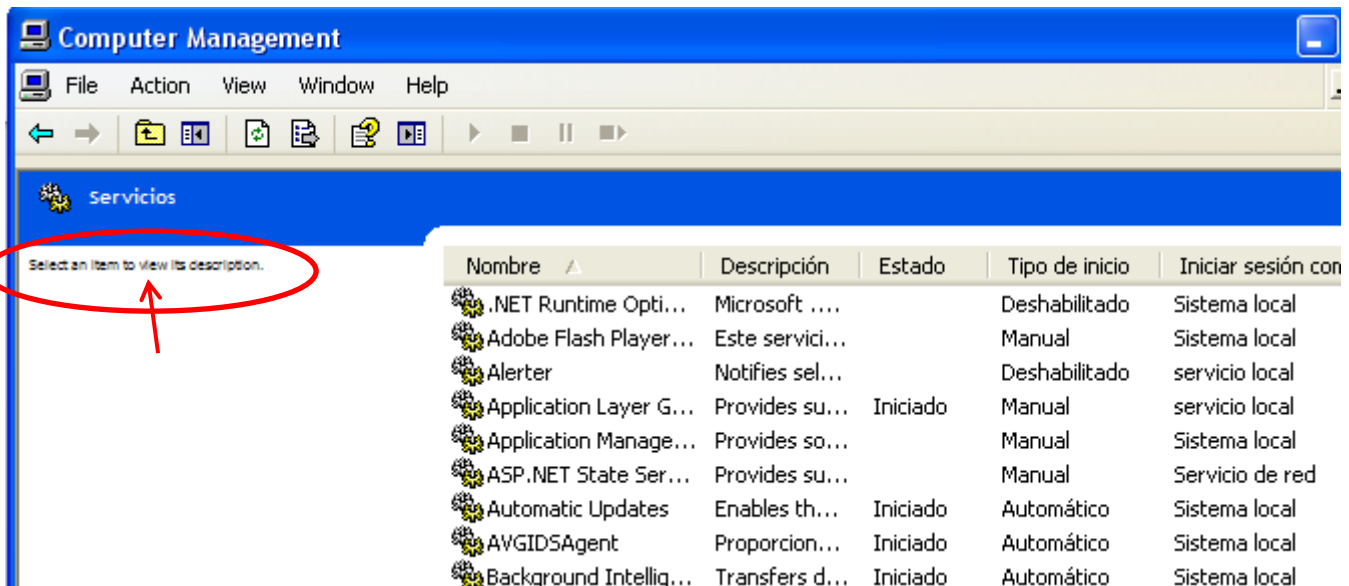 Computer Management
File Action View Window Help
Servicios
Select an item to view its description.
Nombre Descripción Estado Tipo de inicio Iniciar sesión con
.NET Runtime Opti... Microsoft .... Deshabilitado Sistema local
Adobe Flash Player... Este servici... Manual Sistema local
Alerter Notifies sel... Deshabilitado servicio local
Application Layer G... Provides su... Iniciado Manual servicio local
Application Manage... Provides so... Manual Sistema local
ASP.NET State Ser... Provides su... Manual Servicio de red
Automatic Updates Enables th... Iniciado Automático Sistema local
AVGIDSAgent Proporcion... Iniciado Automático Sistema local
Background Intellig... Transfers d... Iniciado Automático Sistema local